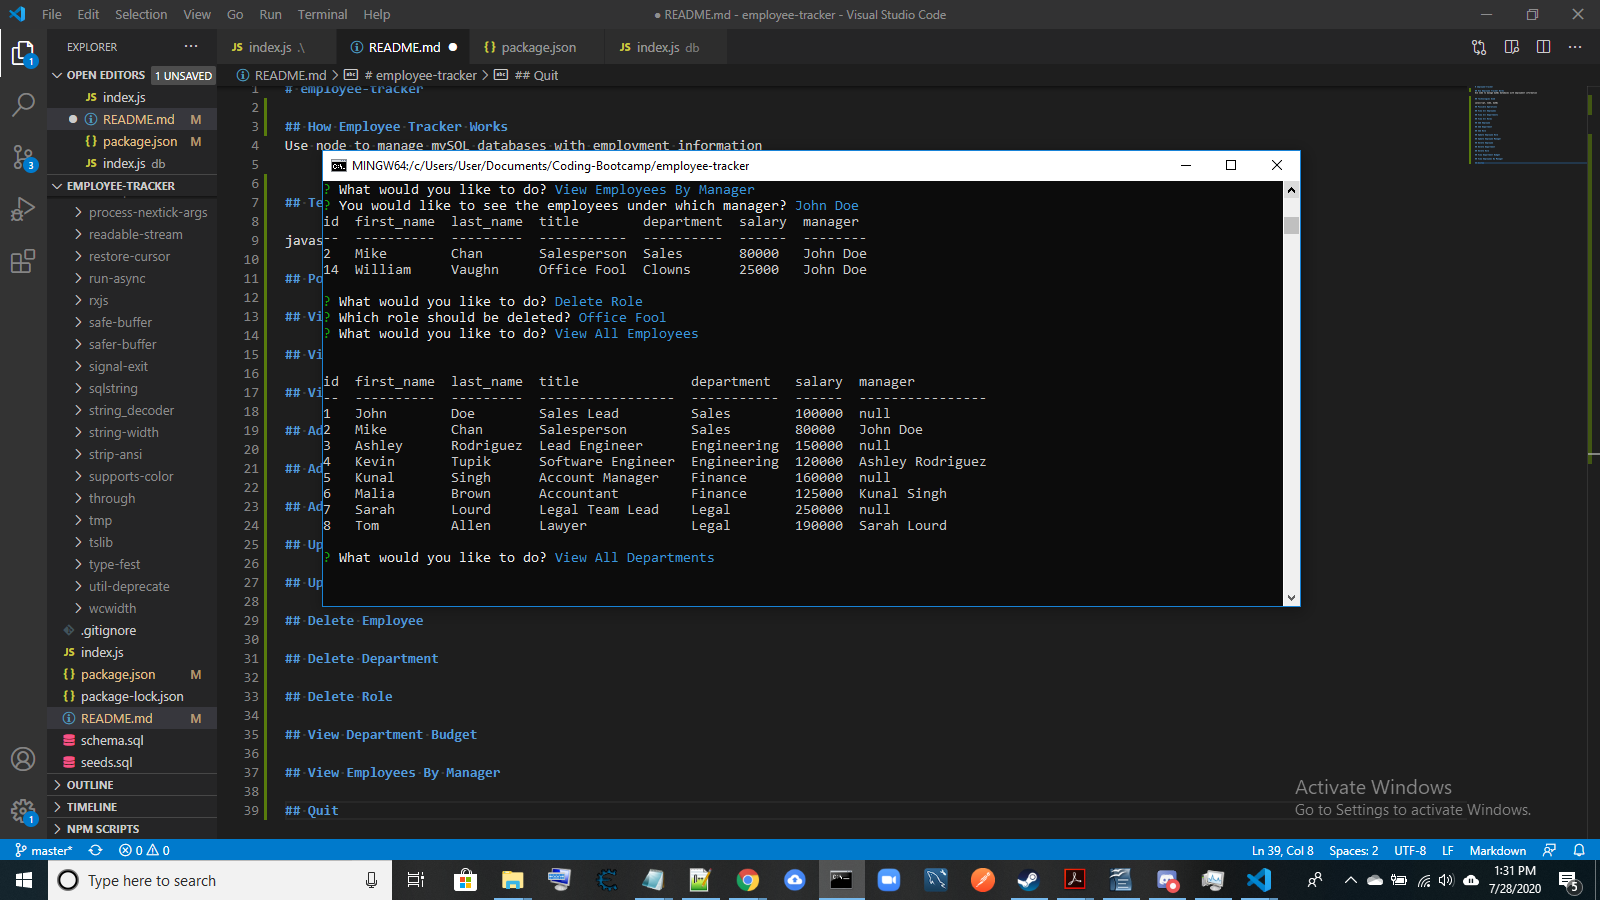 File Edit Selection View Go Run Terminal Help
● README.md - employee-tracker - Visual Studio Code
EXPLORER ···
JS index.js .\
README.md ●
{} package.json
JS index.js db
OPEN EDITORS 1 UNSAVED
README.md > # employee-tracker > ## Quit
JS index.js
● README.md M
{} package.json M
JS index.js db
EMPLOYEE-TRACKER
process-nextick-args
readable-stream
restore-cursor
run-async
rxjs
safe-buffer
safer-buffer
signal-exit
sqlstring
string_decoder
string-width
strip-ansi
supports-color
through
tmp
tslib
type-fest
util-deprecate
wcwidth
.gitignore
JS index.js
{} package.json M
{} package-lock.json
README.md M
schema.sql
seeds.sql
OUTLINE
TIMELINE
NPM SCRIPTS
1 # employee-tracker
2
3 ## How Employee Tracker Works
4 Use node to manage mySQL databases with employment information
5
6
7 ## Te
8
9 javas
10
11 ## Po
12
13 ## Vi
14
15 ## Vi
16
17 ## Vi
18
19 ## Ad
20
21 ## Ad
22
23 ## Ad
24
25 ## Up
26
27 ## Up
28
29 ## Delete Employee
30
31 ## Delete Department
32
33 ## Delete Role
34
35 ## View Department Budget
36
37 ## View Employees By Manager
38
39 ## Quit
MINGW64:/c/Users/User/Documents/Coding-Bootcamp/employee-tracker
? What would you like to do? View Employees By Manager
? You would like to see the employees under which manager? John Doe
id first_name last_name title department salary manager
-- ---------- --------- ----------- ---------- ------ --------
2 Mike Chan Salesperson Sales 80000 John Doe
14 William Vaughn Office Fool Clowns 25000 John Doe
? What would you like to do? Delete Role
? Which role should be deleted? Office Fool
? What would you like to do? View All Employees
id first_name last_name title department salary manager
-- ---------- --------- ----------------- ----------- ------ ----------------
1 John Doe Sales Lead Sales 100000 null
2 Mike Chan Salesperson Sales 80000 John Doe
3 Ashley Rodriguez Lead Engineer Engineering 150000 null
4 Kevin Tupik Software Engineer Engineering 120000 Ashley Rodriguez
5 Kunal Singh Account Manager Finance 160000 null
6 Malia Brown Accountant Finance 125000 Kunal Singh
7 Sarah Lourd Legal Team Lead Legal 250000 null
8 Tom Allen Lawyer Legal 190000 Sarah Lourd
? What would you like to do? View All Departments
Activate Windows
Go to Settings to activate Windows.
master* 0 0
Ln 39, Col 8 Spaces: 2 UTF-8 LF Markdown
Type here to search
1:31 PM
7/28/2020
5